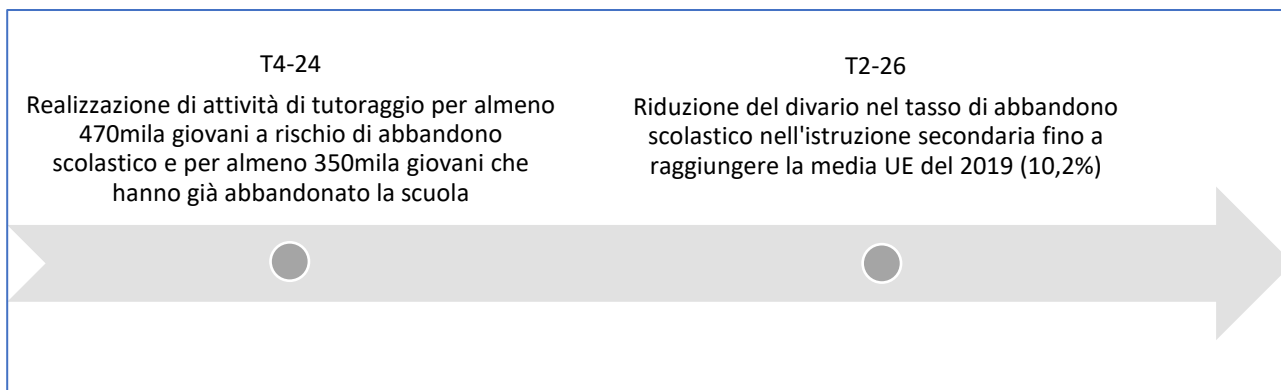 T4-24
Realizzazione di attività di tutoraggio per almeno
470mila giovani a rischio di abbandono
scolastico e per almeno 350mila giovani che
hanno già abbandonato la scuola
T2-26
Riduzione del divario nel tasso di abbandono
scolastico nell'istruzione secondaria fino a
raggiungere la media UE del 2019 (10,2%)